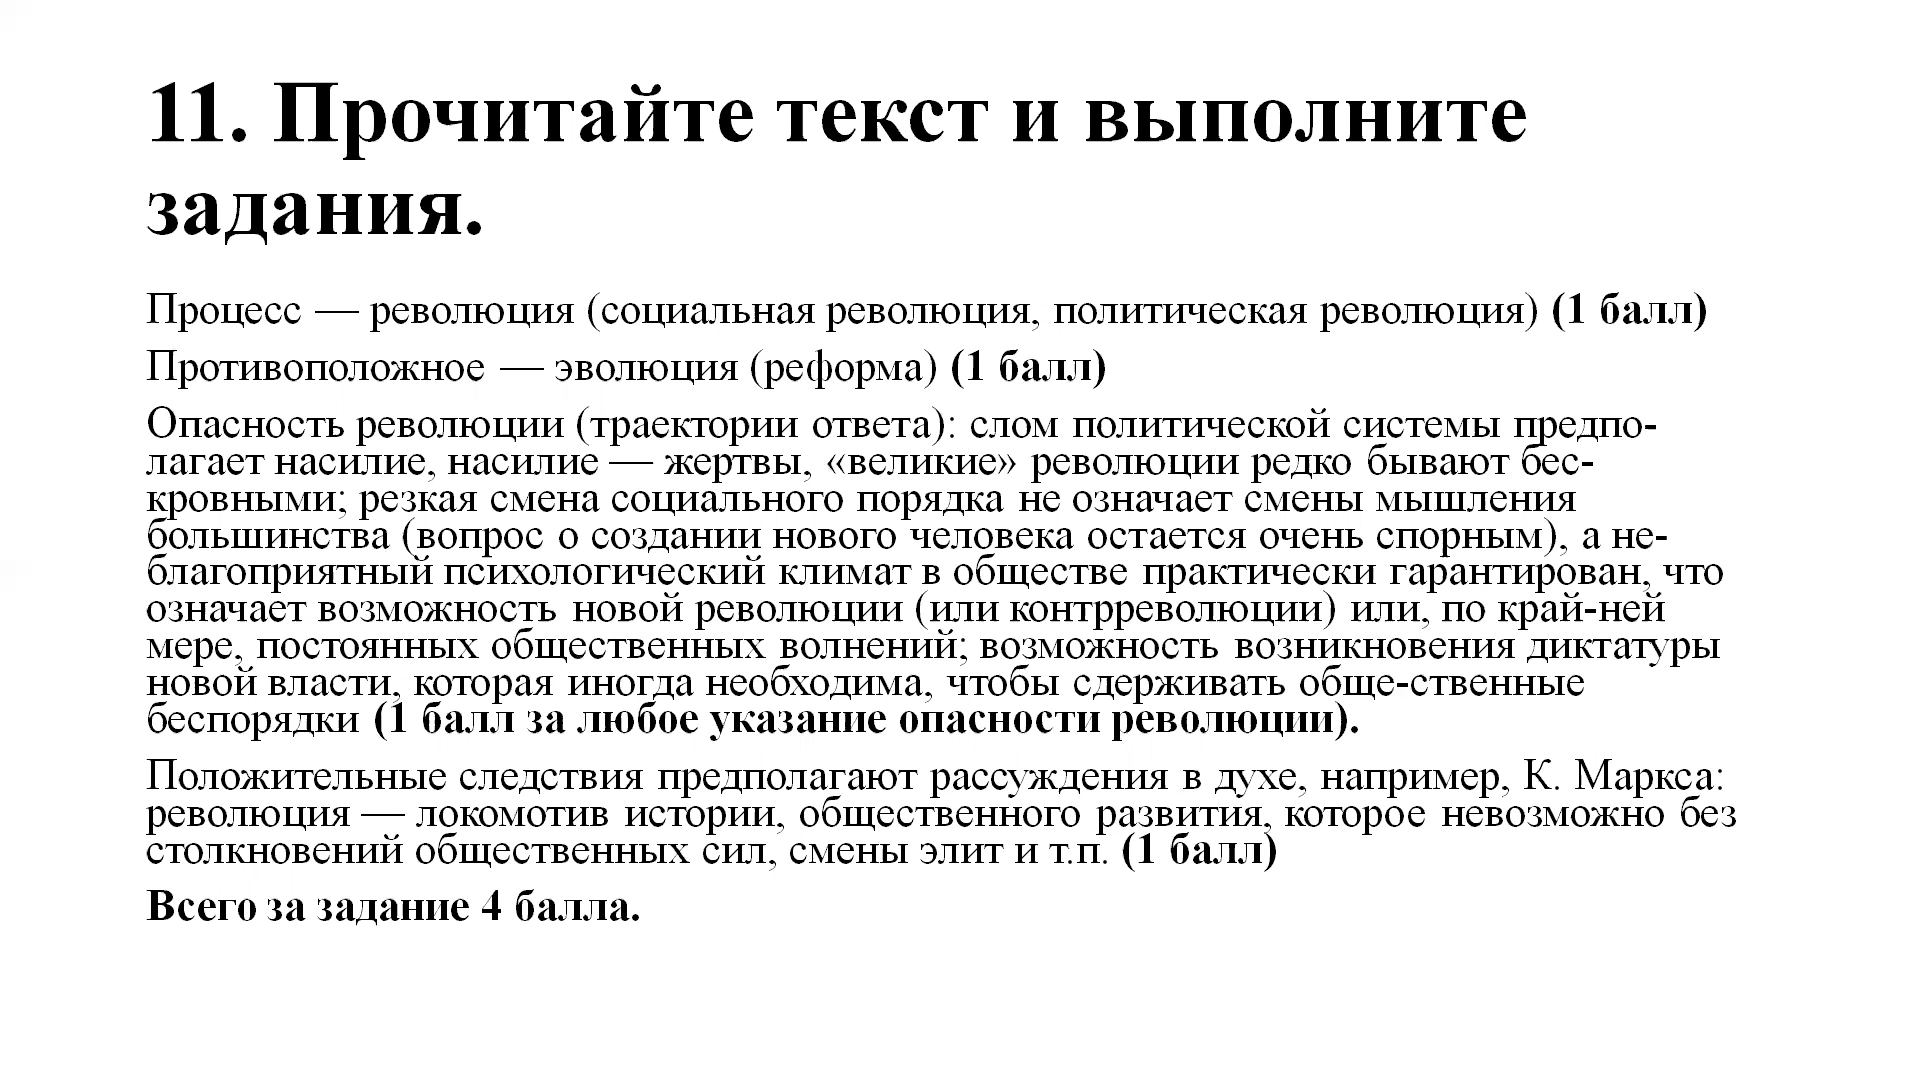 11. Прочитайте текст и выполните
задания.
Процесс — революция (социальная революция, политическая революция) (1 балл)
Противоположное — эволюция (реформа) (1 балл)
Опасность революции (траектории ответа): слом политической системы предпо-
лагает насилие, насилие — жертвы, «великие» революции редко бывают бес-
кровными; резкая смена социального порядка не означает смены мышления
большинства (вопрос о создании нового человека остается очень спорным), а не-
благоприятный психологический климат в обществе практически гарантирован, что
означает возможность новой революции (или контрреволюции) или, по край-ней
мере, постоянных общественных волнений; возможность возникновения диктатуры
новой власти, которая иногда необходима, чтобы сдерживать обще-ственные
беспорядки (1 балл за любое указание опасности революции).
Положительные следствия предполагают рассуждения в духе, например, К. Маркса:
революция — локомотив истории, общественного развития, которое невозможно без
столкновений общественных сил, смены элит и т.п. (1 балл)
Всего за задание 4 балла.